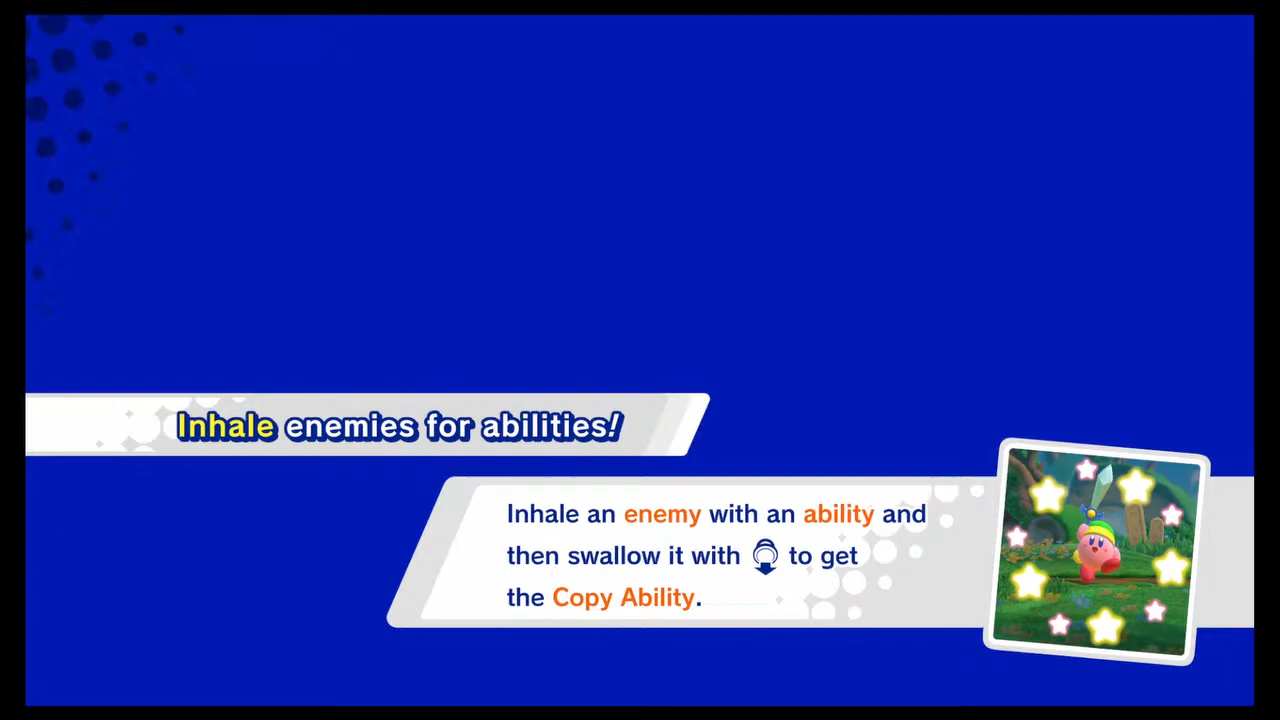 Inhale enemies for abilities!
Inhale an enemy with an ability and
then swallow it with to get
the Copy Ability.